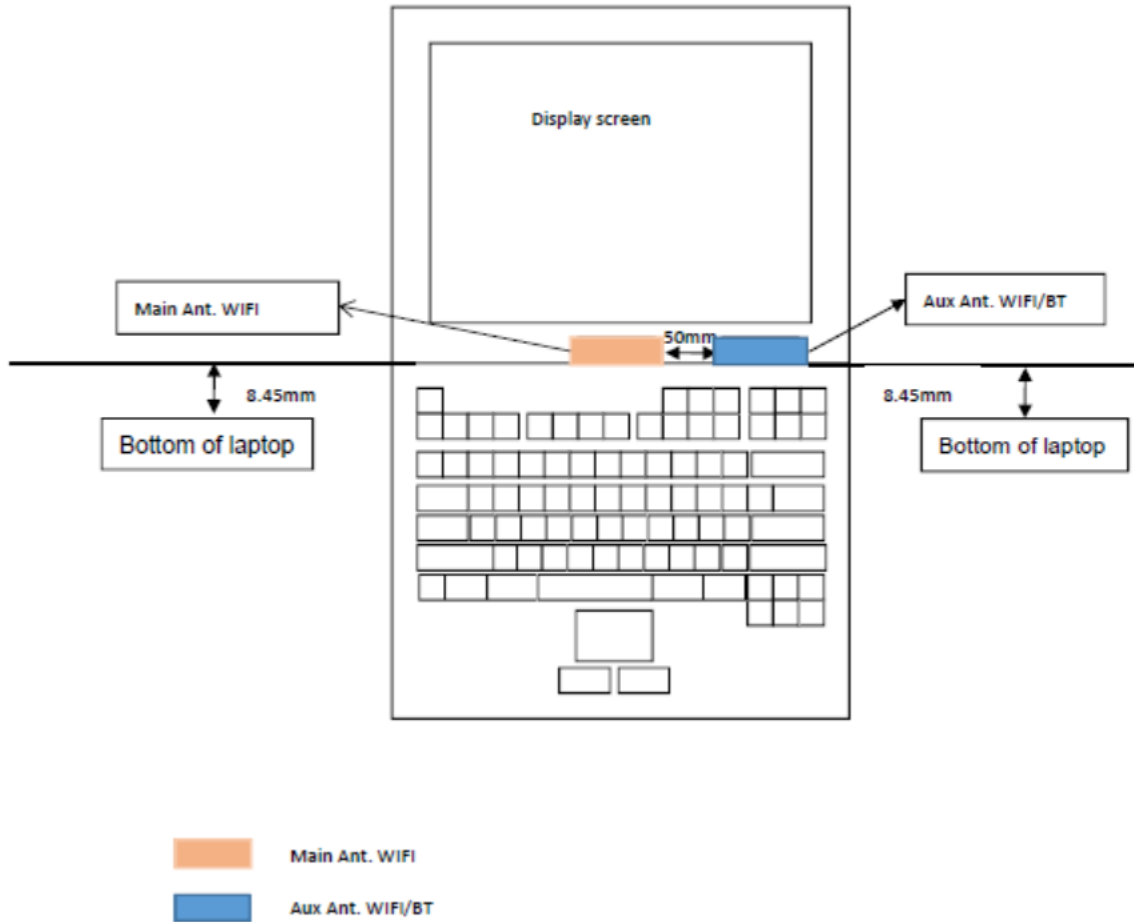 Display screen
Main Ant. WIFI
50mm
Aux Ant. WIFI/BT
8.45mm
8.45mm
Bottom of laptop
Bottom of laptop
Main Ant. WIFI
Aux Ant. WIFI/BT